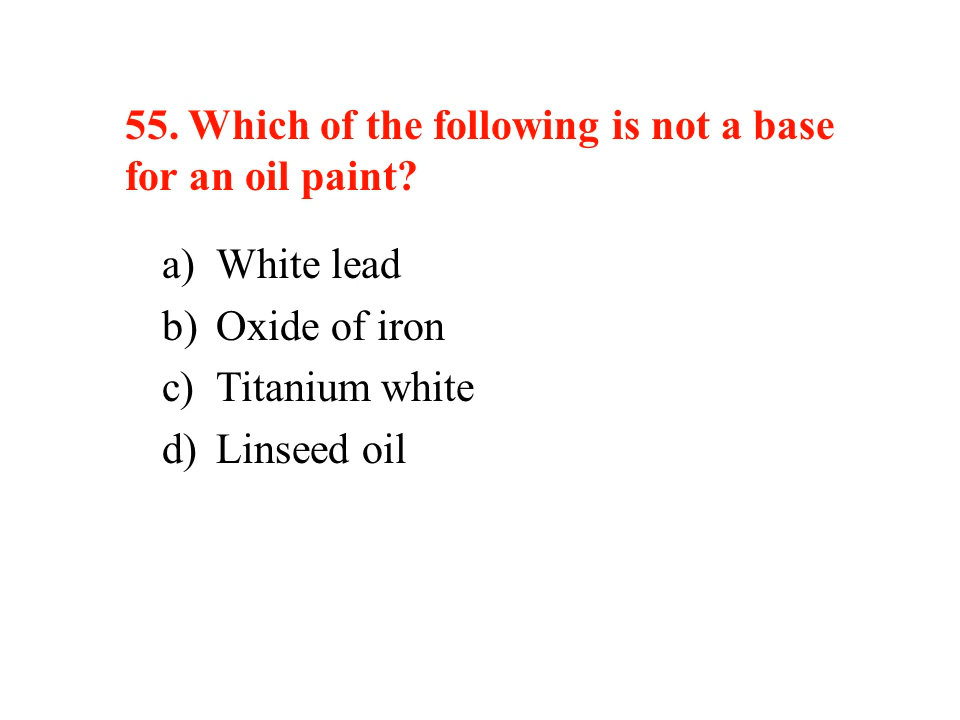 55. Which of the following is not a base
for an oil paint?
a) White lead
b) Oxide of iron
c) Titanium white
d) Linseed oil